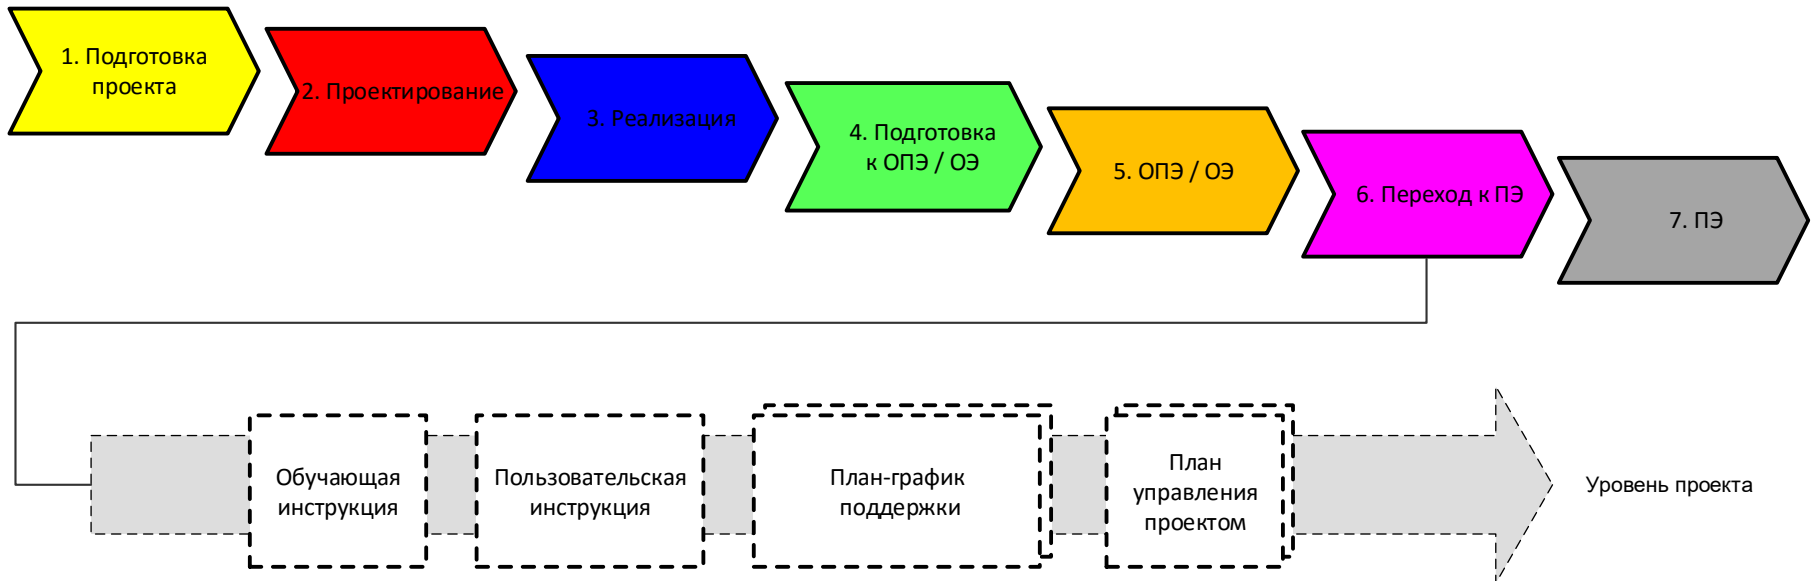 1. Подготовка
проекта
2. Проектирование
3. Реализация
4. Подготовка
к ОПЭ / ОЭ
5. ОПЭ / ОЭ
6. Переход к ПЭ
7. ПЭ
Обучающая
инструкция
Пользовательская
инструкция
План-график
поддержки
План
управления
проектом
Уровень проекта